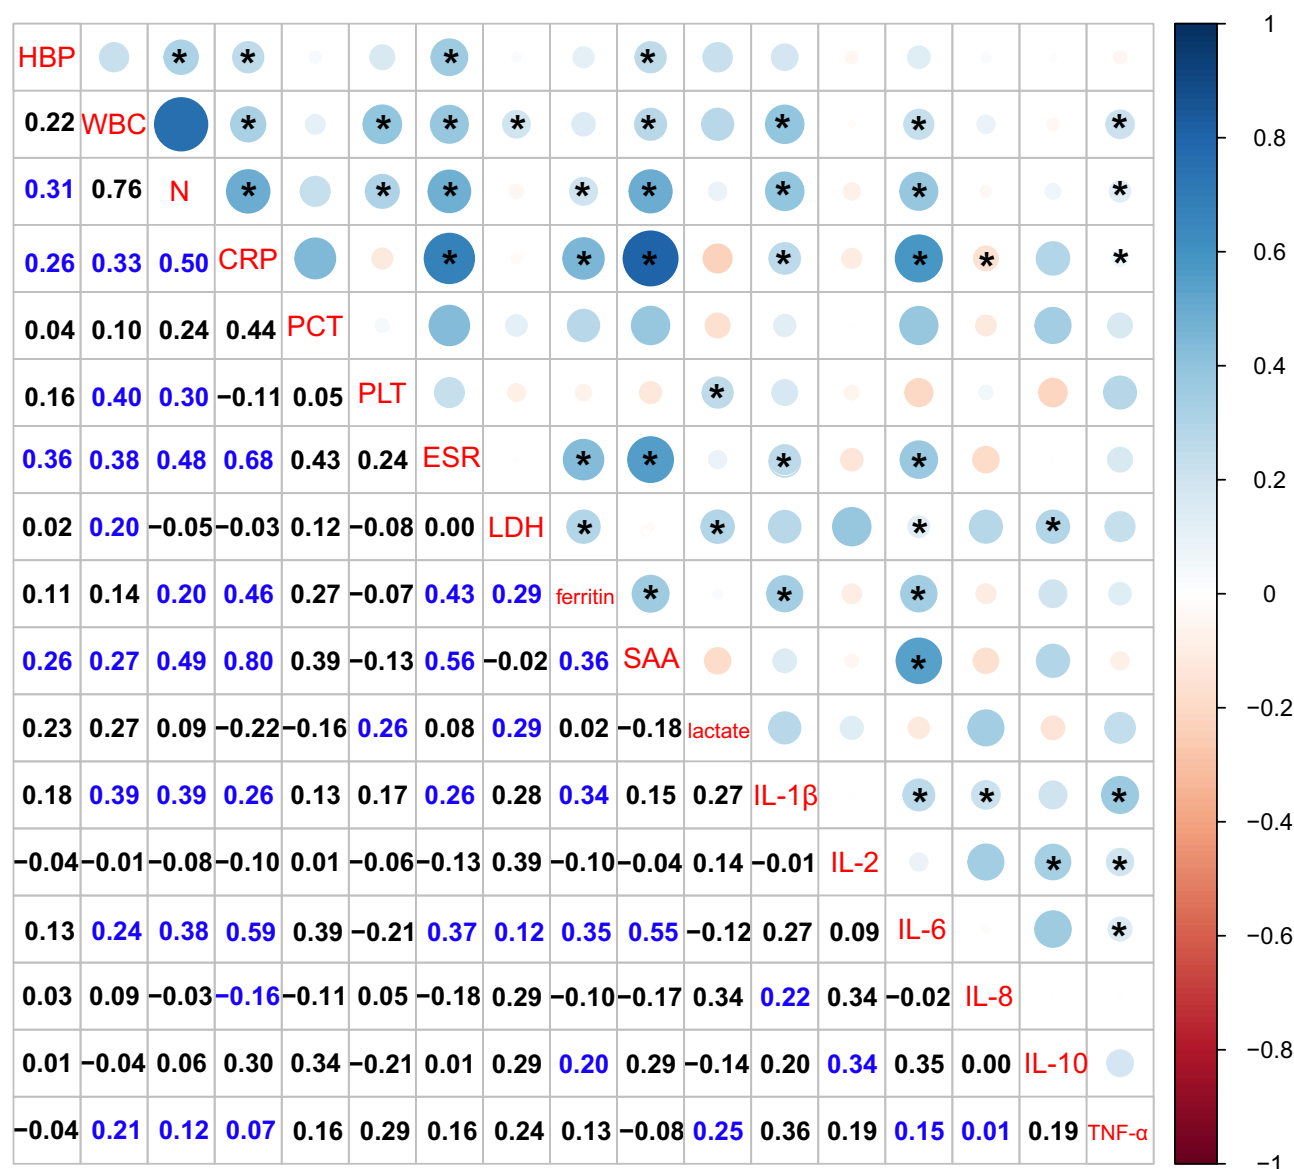 HBP * * * * 1
0.22 WBC * * * * * * * * 0.8
0.31 0.76 N * * * * * * * *
0.26 0.33 0.50 CRP * * * * * * * 0.6
0.04 0.10 0.24 0.44 PCT
0.16 0.40 0.30 −0.11 0.05 PLT * 0.4
0.36 0.38 0.48 0.68 0.43 0.24 ESR * * * * 0.2
0.02 0.20 −0.05 −0.03 0.12 −0.08 0.00 LDH * * * *
0.11 0.14 0.20 0.46 0.27 −0.07 0.43 0.29 ferritin * * * 0
0.26 0.27 0.49 0.80 0.39 −0.13 0.56 −0.02 0.36 SAA *
0.23 0.27 0.09 −0.22 −0.16 0.26 0.08 0.29 0.02 −0.18 lactate −0.2
0.18 0.39 0.39 0.26 0.13 0.17 0.26 0.28 0.34 0.15 0.27 IL-1β * * * −0.4
−0.04 −0.01 −0.08 −0.10 0.01 −0.06 −0.13 0.39 −0.10 −0.04 0.14 −0.01 IL-2 * *
0.13 0.24 0.38 0.59 0.39 −0.21 0.37 0.12 0.35 0.55 −0.12 0.27 0.09 IL-6 * −0.6
0.03 0.09 −0.03 −0.16 −0.11 0.05 −0.18 0.29 −0.10 −0.17 0.34 0.22 0.34 −0.02 IL-8
0.01 −0.04 0.06 0.30 0.34 −0.21 0.01 0.29 0.20 0.29 −0.14 0.20 0.34 0.35 0.00 IL-10 −0.8
−0.04 0.21 0.12 0.07 0.16 0.29 0.16 0.24 0.13 −0.08 0.25 0.36 0.19 0.15 0.01 0.19 TNF-α
−1